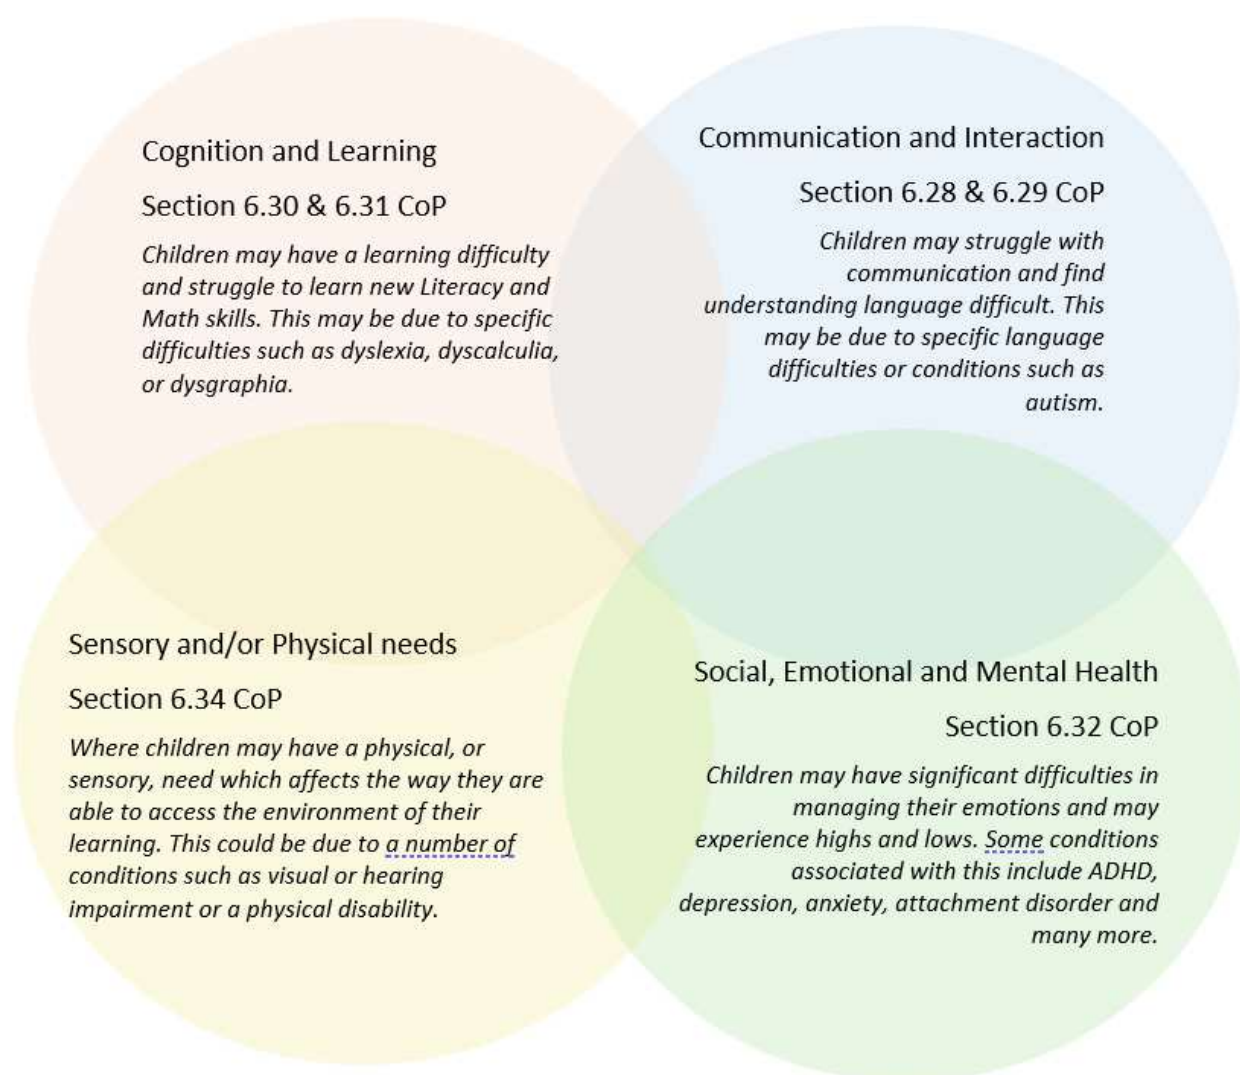 Cognition and Learning
Section 6.30 & 6.31 CoP
Children may have a learning difficulty
and struggle to learn new Literacy and
Math skills. This may be due to specific
difficulties such as dyslexia, dyscalculia,
or dysgraphia.
Communication and Interaction
Section 6.28 & 6.29 CoP
Children may struggle with
communication and find
understanding language difficult. This
may be due to specific language
difficulties or conditions such as
autism.
Sensory and/or Physical needs
Section 6.34 CoP
Where children may have a physical, or
sensory, need which affects the way they are
able to access the environment of their
learning. This could be due to a number of
conditions such as visual or hearing
impairment or a physical disability.
Social, Emotional and Mental Health
Section 6.32 CoP
Children may have significant difficulties in
managing their emotions and may
experience highs and lows. Some conditions
associated with this include ADHD,
depression, anxiety, attachment disorder and
many more.